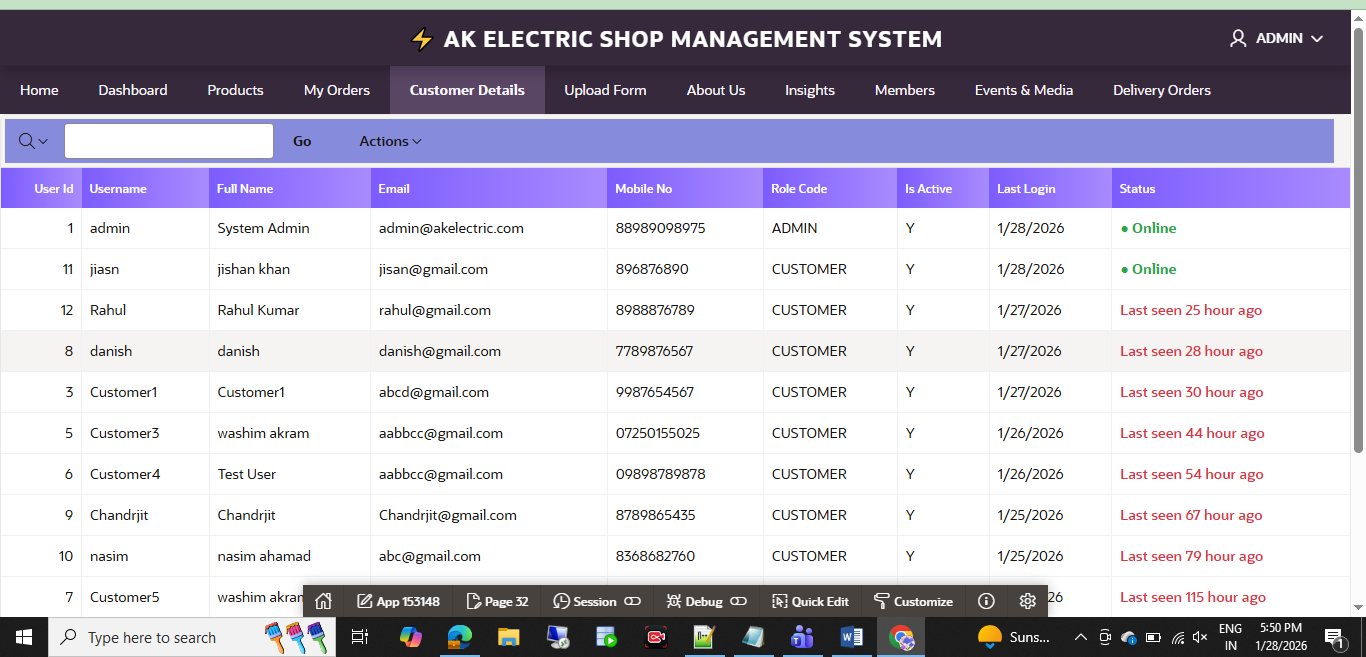 AK ELECTRIC SHOP MANAGEMENT SYSTEM
ADMIN
Home Dashboard Products My Orders Customer Details Upload Form About Us Insights Members Events & Media Delivery Orders
Go Actions
User Id Username Full Name Email Mobile No Role Code Is Active Last Login Status
1 admin System Admin admin@akelectric.com 88989098975 ADMIN Y 1/28/2026 • Online
11 jiasn jishan khan jisan@gmail.com 896876890 CUSTOMER Y 1/28/2026 • Online
12 Rahul Rahul Kumar rahul@gmail.com 8988876789 CUSTOMER Y 1/27/2026 Last seen 25 hour ago
8 danish danish danish@gmail.com 7789876567 CUSTOMER Y 1/27/2026 Last seen 28 hour ago
3 Customer1 Customer1 abcd@gmail.com 9987654567 CUSTOMER Y 1/27/2026 Last seen 30 hour ago
5 Customer3 washim akram aabbcc@gmail.com 07250155025 CUSTOMER Y 1/26/2026 Last seen 44 hour ago
6 Customer4 Test User aabbcc@gmail.com 09898789878 CUSTOMER Y 1/26/2026 Last seen 54 hour ago
9 Chandrjit Chandrjit Chandrjit@gmail.com 8789865435 CUSTOMER Y 1/25/2026 Last seen 67 hour ago
10 nasim nasim ahamad abc@gmail.com 8368682760 CUSTOMER Y 1/25/2026 Last seen 79 hour ago
7 Customer5 washim Last seen 115 hour ago
App 153148 Page 32 Session Debug Quick Edit Customize
Type here to search Suns... ENG 5:50 PM
IN 1/28/2026 1